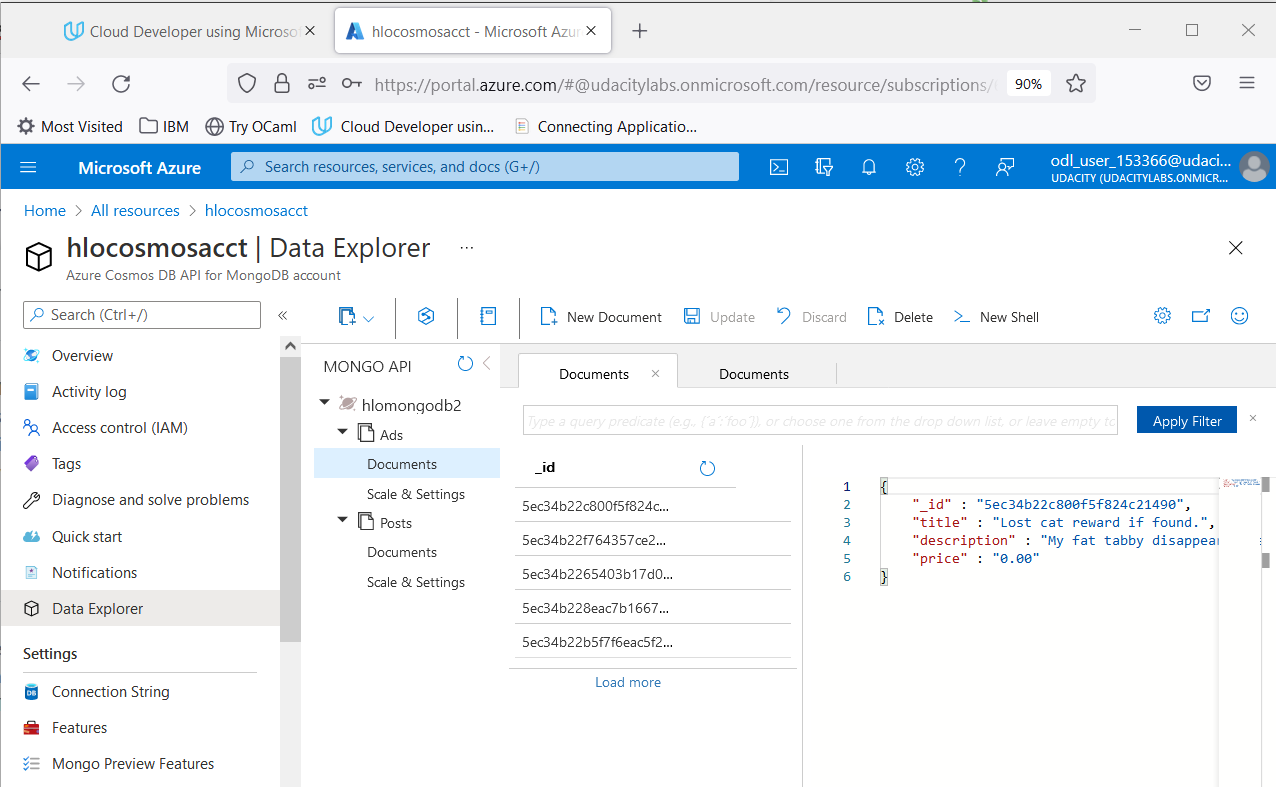 Cloud Developer using Microso
hlocosmosacct - Microsoft Azur
https://portal.azure.com/#@udacitylabs.onmicrosoft.com/resource/subscriptions/
90%
Most Visited
IBM
Try OCaml
Cloud Developer usin...
Connecting Applicatio...
Microsoft Azure
Search resources, services, and docs (G+/)
odl_user_153366@udaci...
UDACITY (UDACITYLABS.ONMICR...
Home > All resources > hlocosmosacct
hlocosmosacct | Data Explorer ...
Azure Cosmos DB API for MongoDB account
Search (Ctrl+/)
«
New Document
Update
Discard
Delete
New Shell
Overview
Activity log
Access control (IAM)
Tags
Diagnose and solve problems
Quick start
Notifications
Data Explorer
Settings
Connection String
Features
Mongo Preview Features
MONGO API
hlomongodb2
Ads
Documents
Scale & Settings
Posts
Documents
Scale & Settings
Documents
Documents
Type a query predicate (e.g., {´a´:´foo´}), or choose one from the drop down list, or leave empty to
Apply Filter
_id
5ec34b22c800f5f824c...
5ec34b22f764357ce2...
5ec34b2265403b17d0...
5ec34b228eac7b1667...
5ec34b22b5f7f6eac5f2...
Load more
1 {
2 "_id" : "5ec34b22c800f5f824c21490",
3 "title" : "Lost cat reward if found.",
4 "description" : "My fat tabby disappear
5 "price" : "0.00"
6 }